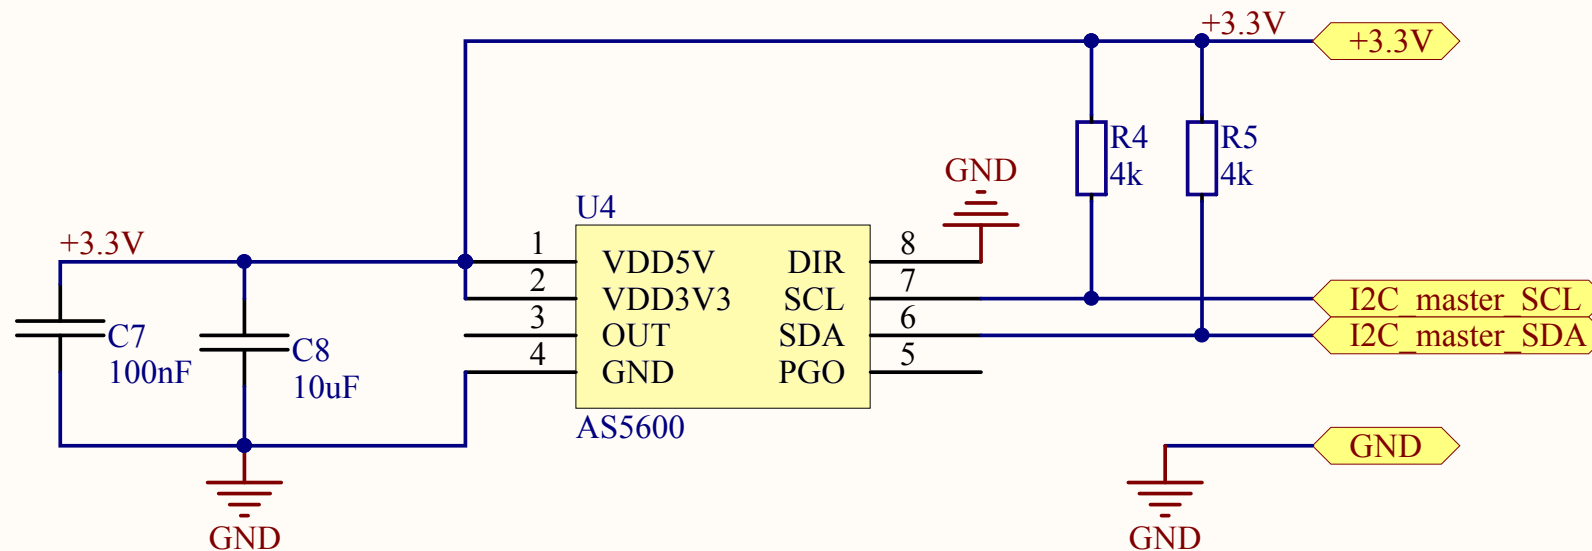 +3.3V
+3.3V
R4
4k
R5
4k
GND
U4
+3.3V
1
VDD5V
DIR
8
2
VDD3V3
SCL
7
I2C_master_SCL
3
OUT
SDA
6
I2C_master_SDA
C7
100nF
C8
10uF
4
GND
PGO
5
AS5600
GND
GND
GND